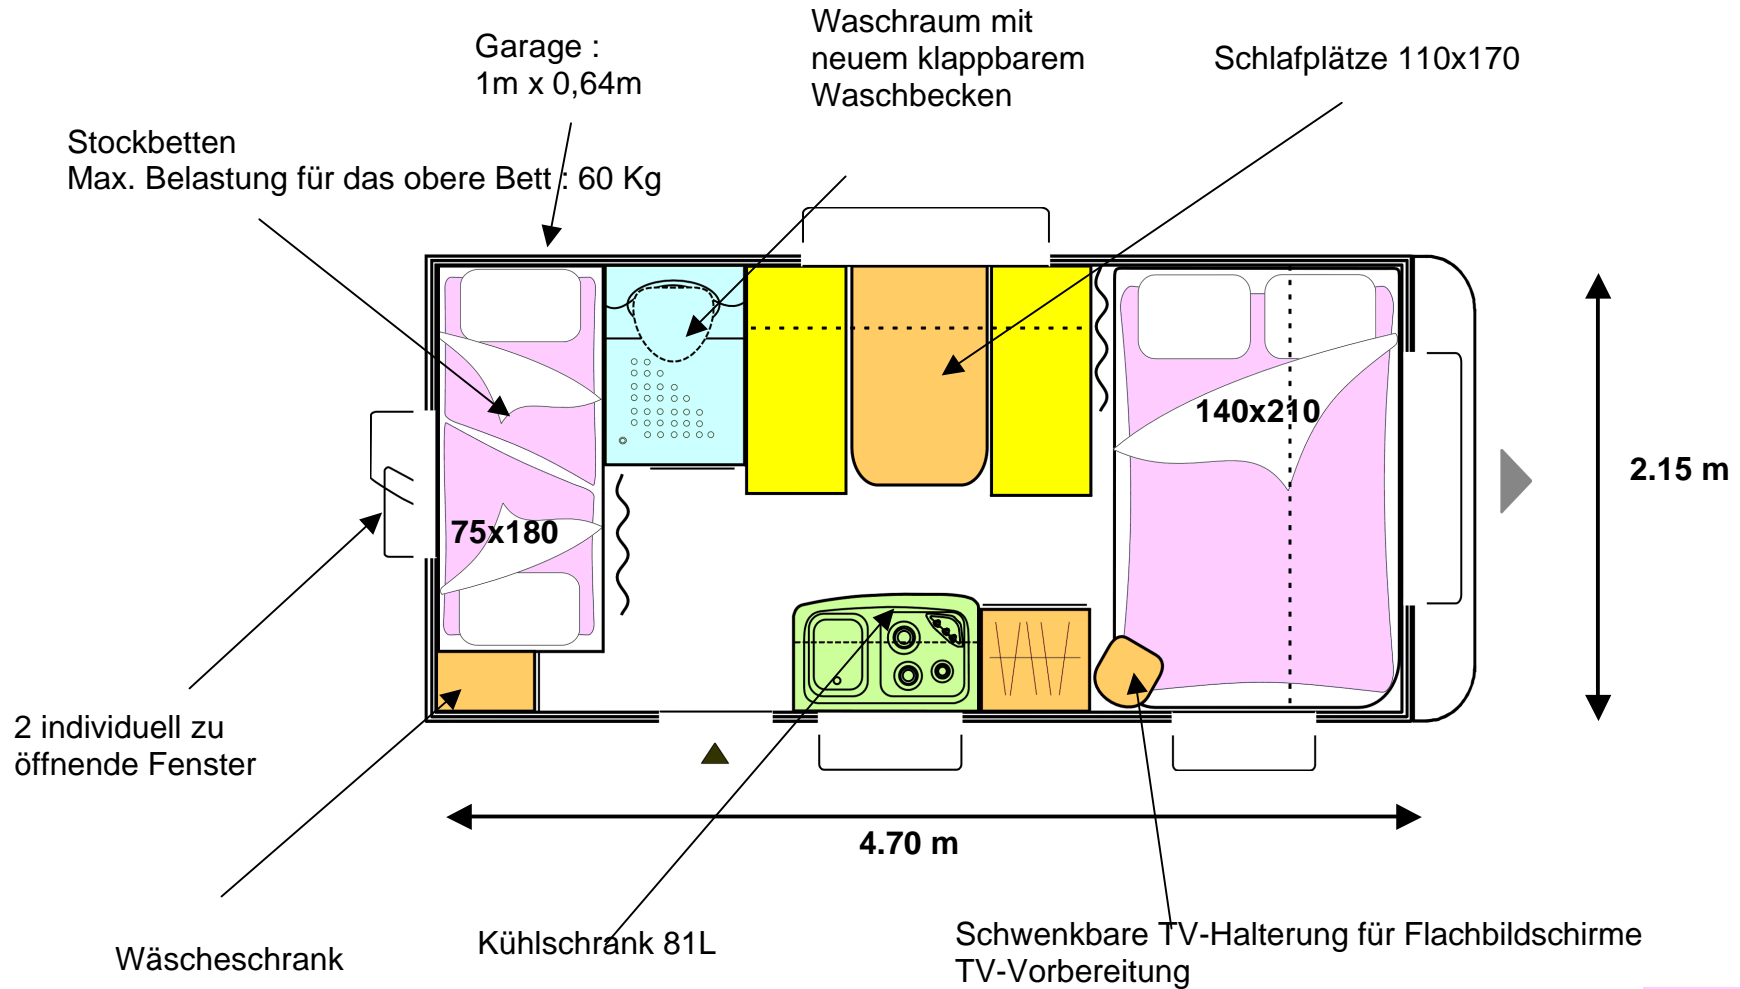 Waschraum mit
neuem klappbarem
Waschbecken
Garage :
1m x 0,64m
Schlafplätze 110x170
Stockbetten
Max. Belastung für das obere Bett : 60 Kg
140x210
2.15 m
75x180
2 individuell zu
öffnende Fenster
4.70 m
Wäscheschrank
Kühlschrank 81L
Schwenkbare TV-Halterung für Flachbildschirme
TV-Vorbereitung